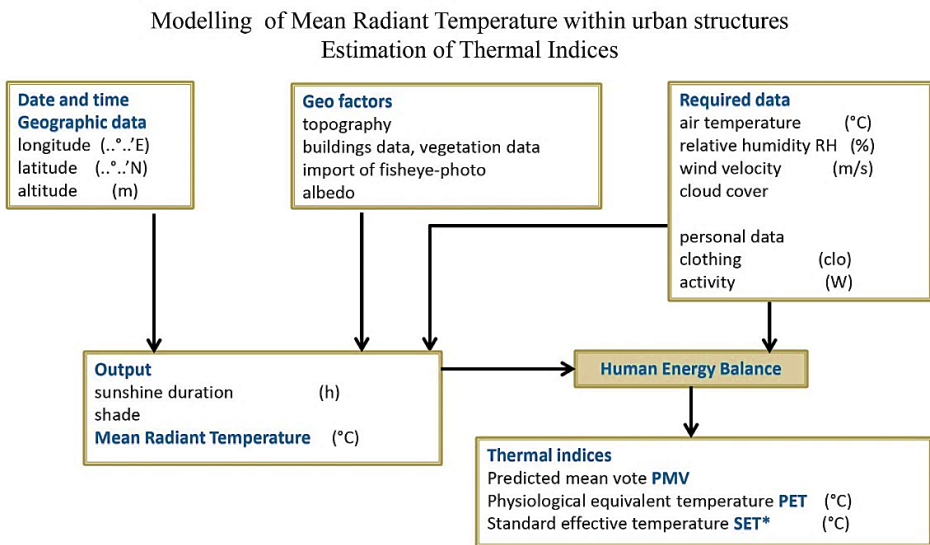 Modelling of Mean Radiant Temperature within urban structures
Estimation of Thermal Indices
Date and time
Geographic data
longitude (..°..'E)
latitude (..°..'N)
altitude (m)
Geo factors
topography
buildings data, vegetation data
import of fisheye-photo
albedo
Required data
air temperature (°C)
relative humidity RH (%)
wind velocity (m/s)
cloud cover
personal data
clothing (clo)
activity (W)
Output
sunshine duration (h)
shade
Mean Radiant Temperature (°C)
Human Energy Balance
Thermal indices
Predicted mean vote PMV
Physiological equivalent temperature PET (°C)
Standard effective temperature SET* (°C)